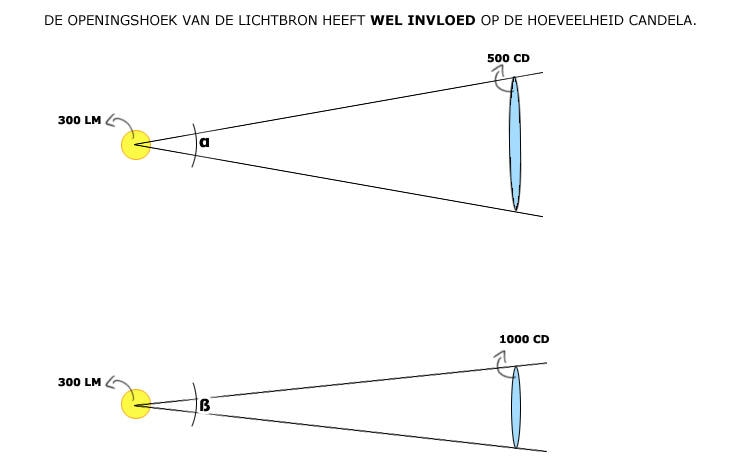 DE OPENINGSHOEK VAN DE LICHTBRON HEEFT WEL INVLOED OP DE HOEVEELHEID CANDELA.
500 CD
300 LM
α
1000 CD
300 LM
ß